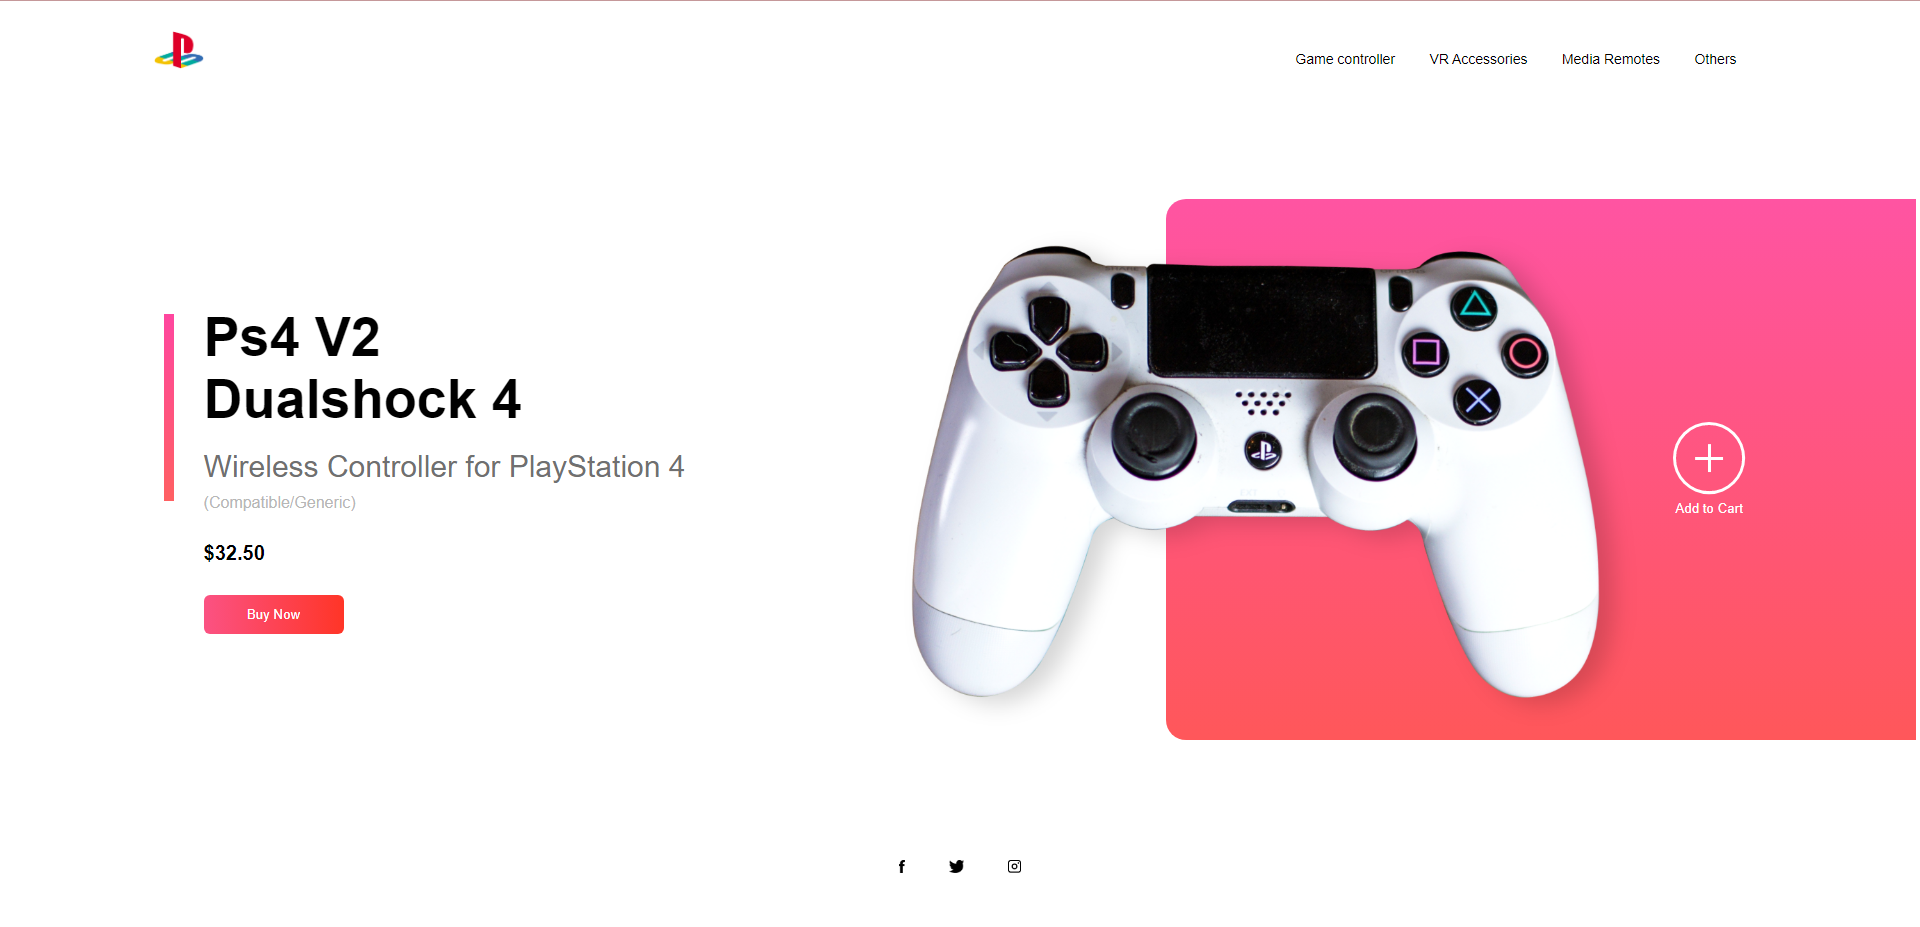 Game controller VR Accessories Media Remotes Others
Ps4 V2
Dualshock 4
Wireless Controller for PlayStation 4
(Compatible/Generic)
$32.50
Buy Now
Add to Cart